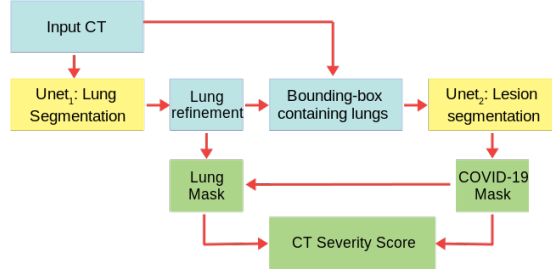 Input CT
Unet1: Lung
Segmentation
Lung
refinement
Bounding-box
containing lungs
Unet2: Lesion
segmentation
Lung
Mask
COVID-19
Mask
CT Severity Score